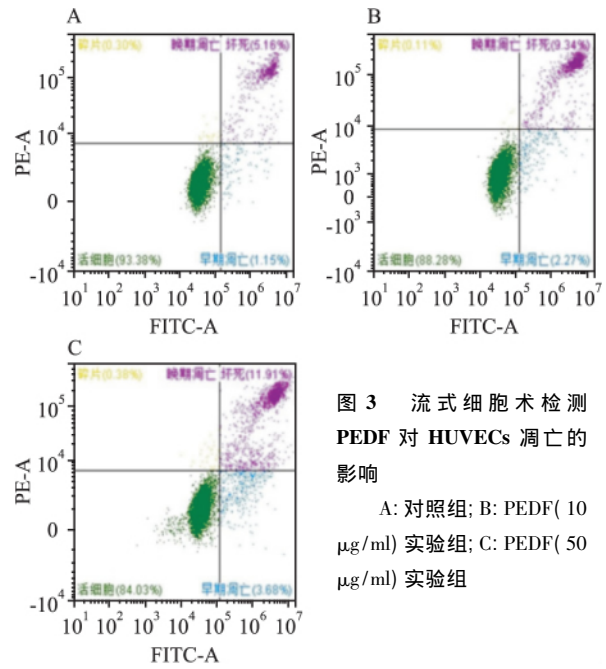 A
碎片(0.30%) 晚期凋亡 坏死(5.16%)
10^5
10^4
0
-10^4
PE-A
活细胞(93.38%) 早期凋亡(1.15%)
10^1 10^2 10^3 10^4 10^5 10^6 10^7
FITC-A
B
碎片(0.11%) 晚期凋亡 坏死(9.34%)
10^5
10^4
10^3
0
-10^3
-10^4
PE-A
活细胞(88.28%) 早期凋亡(2.27%)
10^1 10^2 10^3 10^4 10^5 10^6 10^7
FITC-A
C
碎片(0.38%) 晚期凋亡 坏死(11.91%)
10^5
10^4
0
-10^4
PE-A
活细胞(84.03%) 早期凋亡(3.68%)
10^1 10^2 10^3 10^4 10^5 10^6 10^7
FITC-A
图 3 流式细胞术检测
PEDF 对 HUVECs 凋亡的
影响
A: 对照组; B: PEDF( 10
μg/ml) 实验组; C: PEDF( 50
μg/ml) 实验组